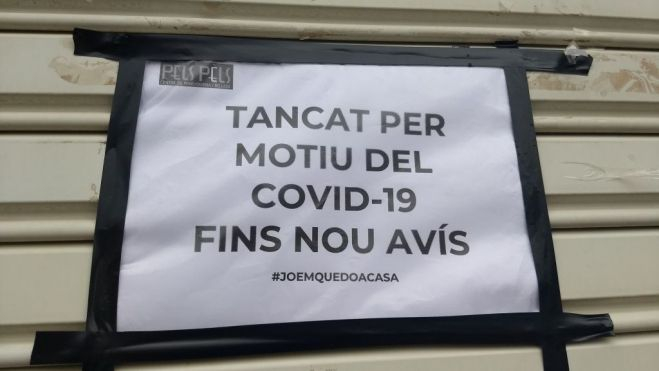 PELS PELS
TANCAT PER
MOTIU DEL
COVID-19
FINS NOU AVÍS
#JOEMQUEDOACASA